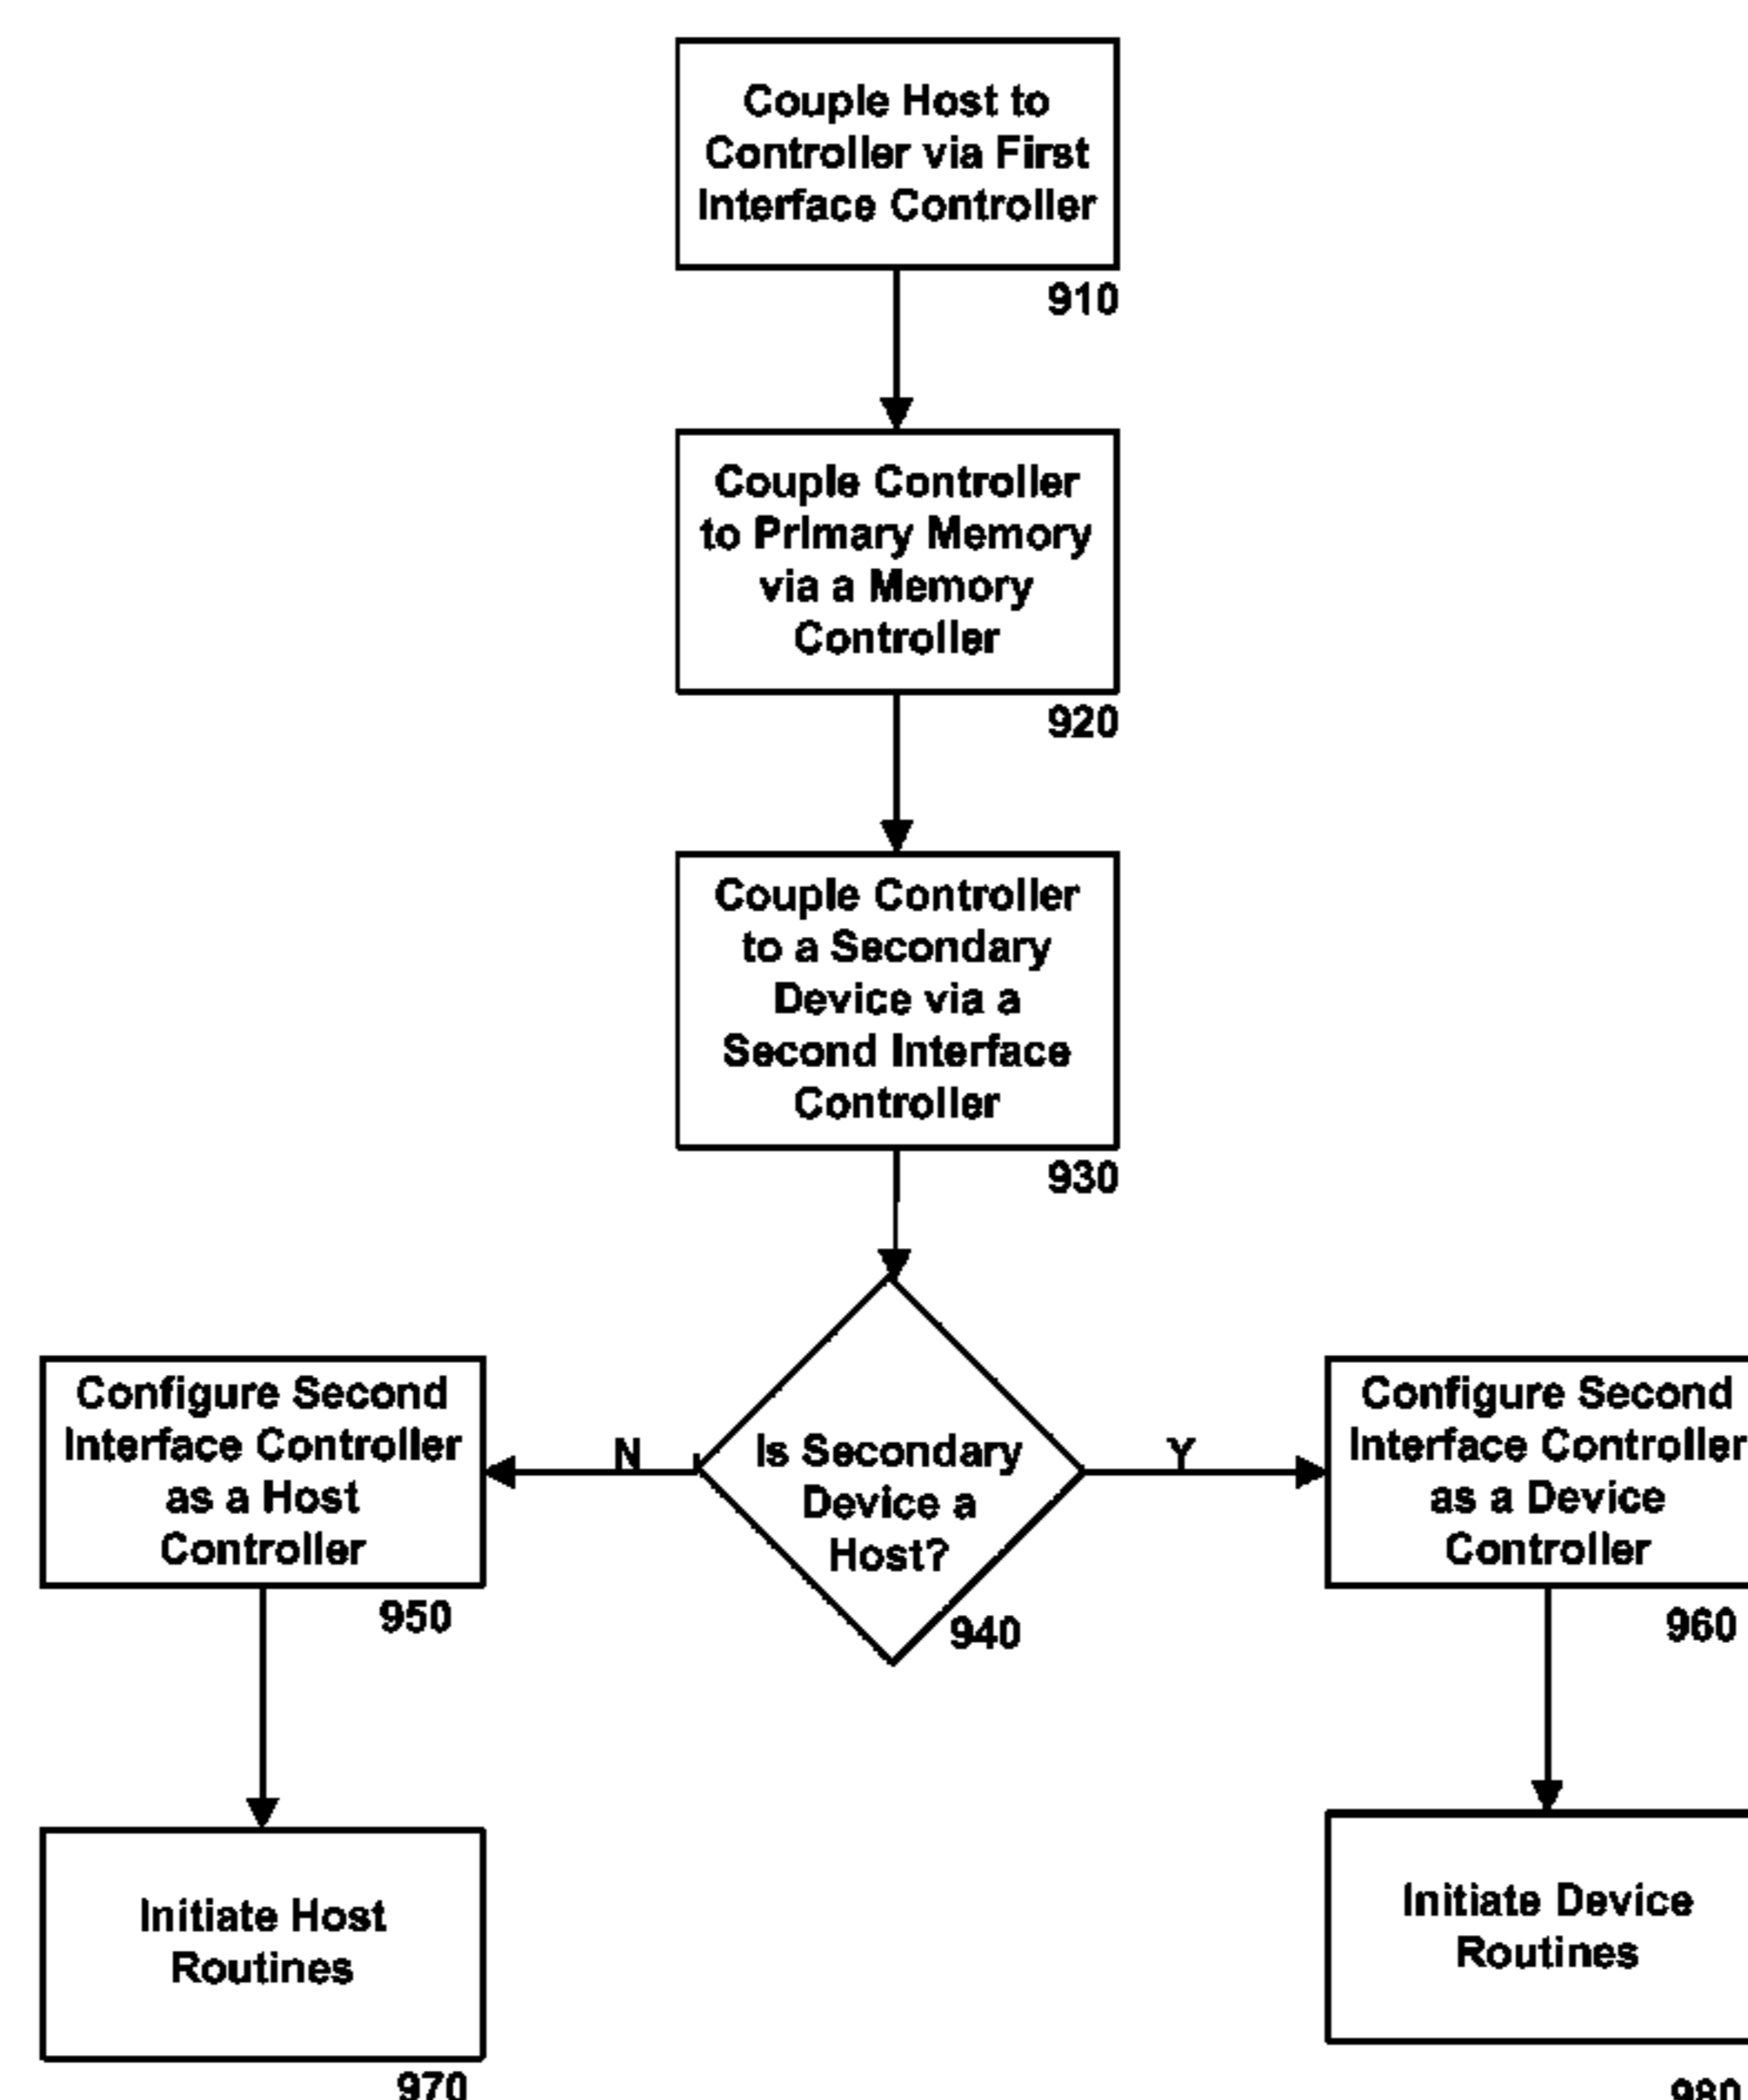 Couple Host to
Controller via First
Interface Controller
910
Couple Controller
to Primary Memory
via a Memory
Controller
920
Couple Controller
to a Secondary
Device via a
Second Interface
Controller
930
Configure Second
Interface Controller
as a Host
Controller
950
N
Is Secondary
Device a
Host?
940
Y
Configure Second
Interface Controller
as a Device
Controller
960
Initiate Host
Routines
970
Initiate Device
Routines
980